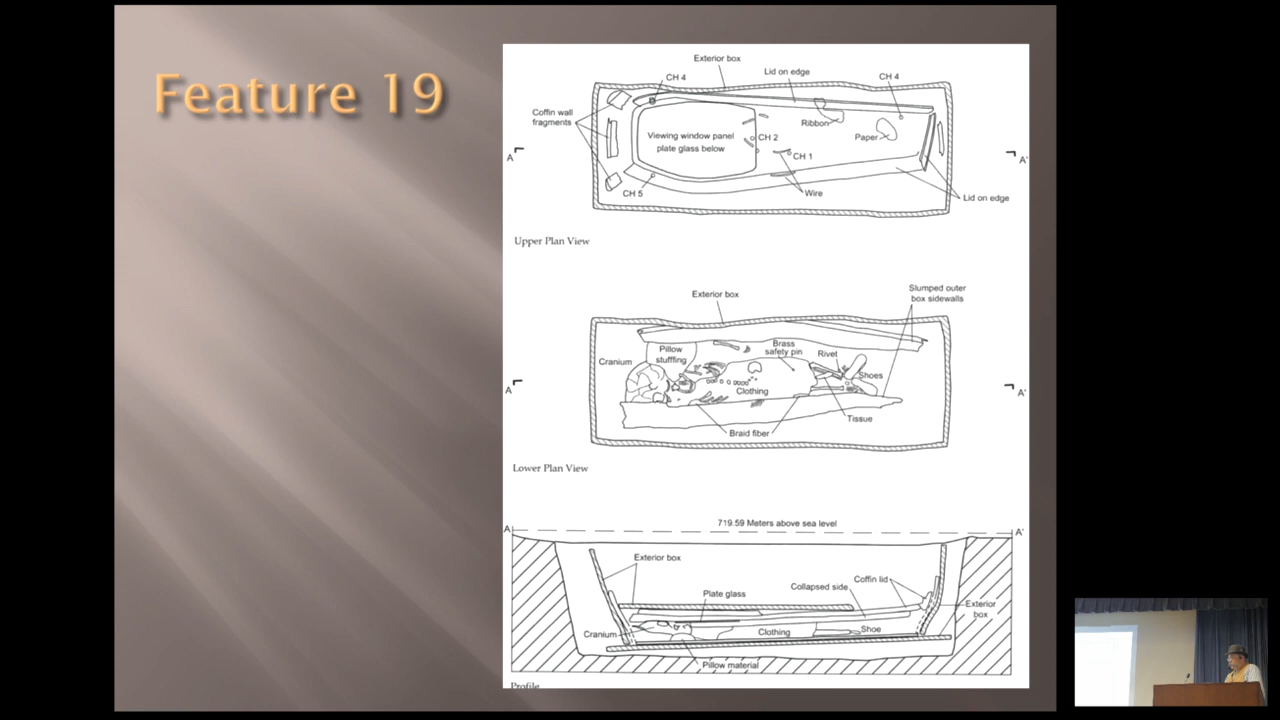 Feature 19
Exterior box
CH 4
Lid on edge
CH 4
Coffin wall
fragments
Ribbon
Viewing window panel
plate glass below
CH 2
Paper
A
A'
CH 1
CH 5
Wire
Lid on edge
Upper Plan View
Slumped outer
box sidewalls
Exterior box
Brass
safety pin
Pillow
stufffing
Rivet
Cranium
Shoes
A
A'
Clothing
Tissue
Braid fiber
Lower Plan View
719.59 Meters above sea level
A
A'
Exterior box
Coffin lid
Collapsed side
Plate glass
Exterior
box
Cranium
Clothing
Shoe
Pillow material
Profile